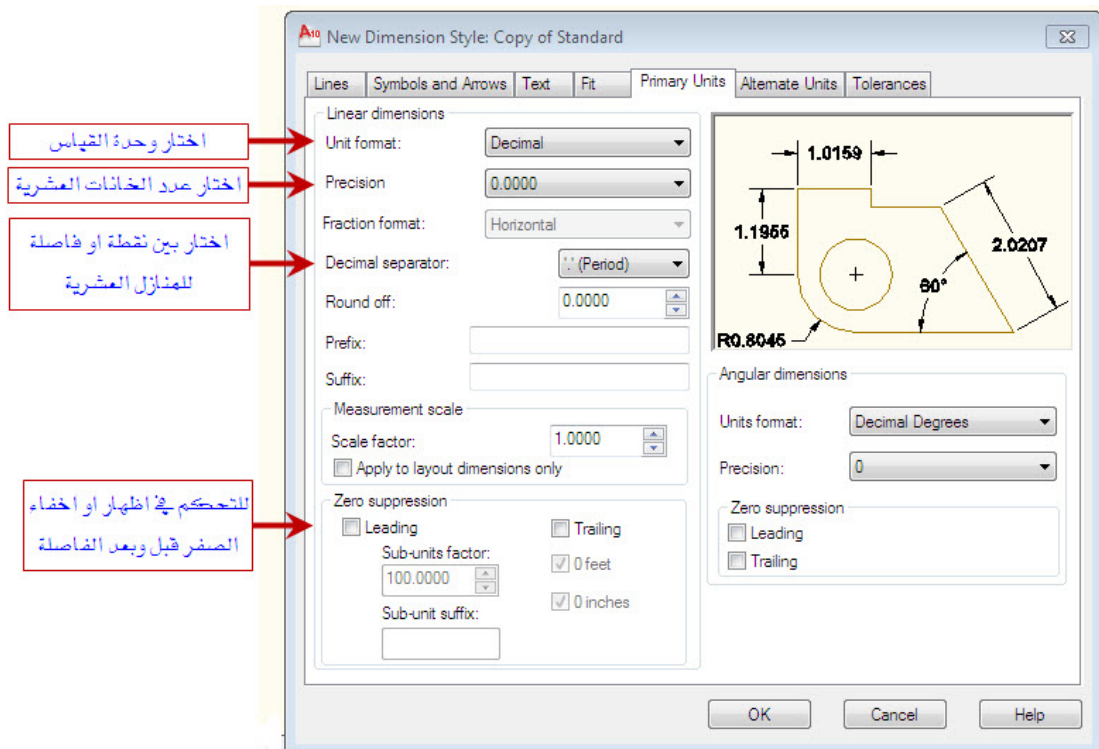 A10 New Dimension Style: Copy of Standard
Lines Symbols and Arrows Text Fit Primary Units Alternate Units Tolerances
Linear dimensions
اختار وحدة القياس
Unit format: Decimal
اختار عدد الخانات العشرية
Precision 0.0000
Fraction format: Horizontal
اختار بين نقطة او فاصلة
للمنازل العشرية
Decimal separator: '.' (Period)
Round off: 0.0000
Prefix:
Suffix:
Measurement scale
Scale factor: 1.0000
Apply to layout dimensions only
للتحكم في اظهار او اخفاء
الصفر قبل وبعد الفاصلة
Zero suppression
Leading Trailing
Sub-units factor:
100.0000
0 feet
0 inches
Sub-unit suffix:
1.0159
1.1955
2.0207
60°
R0.8045
Angular dimensions
Units format: Decimal Degrees
Precision: 0
Zero suppression
Leading
Trailing
OK Cancel Help